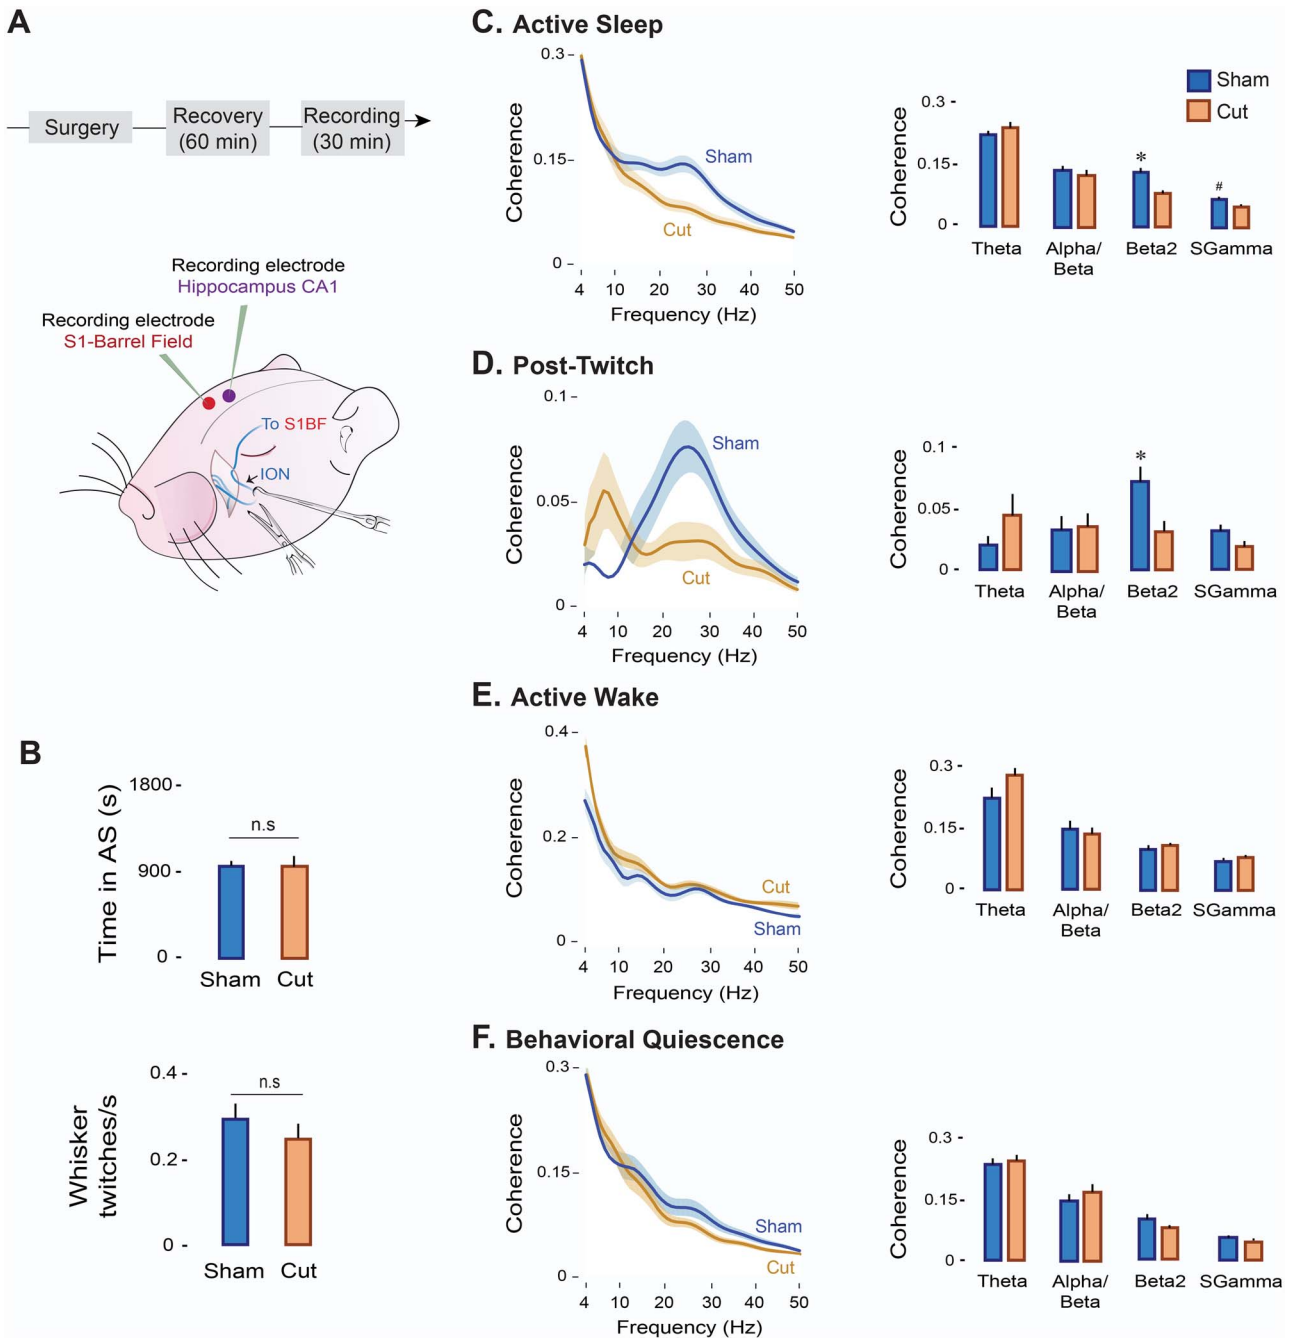 A
Surgery
Recovery
(60 min)
Recording
(30 min)
Recording electrode
Hippocampus CA1
Recording electrode
S1-Barrel Field
To S1BF
ION
B
Time in AS (s)
1800
900
0
n.s
Sham
Cut
Whisker
twitches/s
0.4
0.2
0
n.s
Sham
Cut
C. Active Sleep
Coherence
0.3
0.15
0
Sham
Cut
4
10
20
30
40
50
Frequency (Hz)
Coherence
0.3
0.15
0
*
#
Theta
Alpha/
Beta
Beta2
SGamma
Sham
Cut
D. Post-Twitch
Coherence
0.1
0.05
0
Sham
Cut
4
10
20
30
40
50
Frequency (Hz)
Coherence
0.1
0.05
0
*
Theta
Alpha/
Beta
Beta2
SGamma
E. Active Wake
Coherence
0.4
0.2
0
Cut
Sham
4
10
20
30
40
50
Frequency (Hz)
Coherence
0.3
0.15
0
Theta
Alpha/
Beta
Beta2
SGamma
F. Behavioral Quiescence
Coherence
0.3
0.15
0
Sham
Cut
4
10
20
30
40
50
Frequency (Hz)
Coherence
0.3
0.15
0
Theta
Alpha/
Beta
Beta2
SGamma